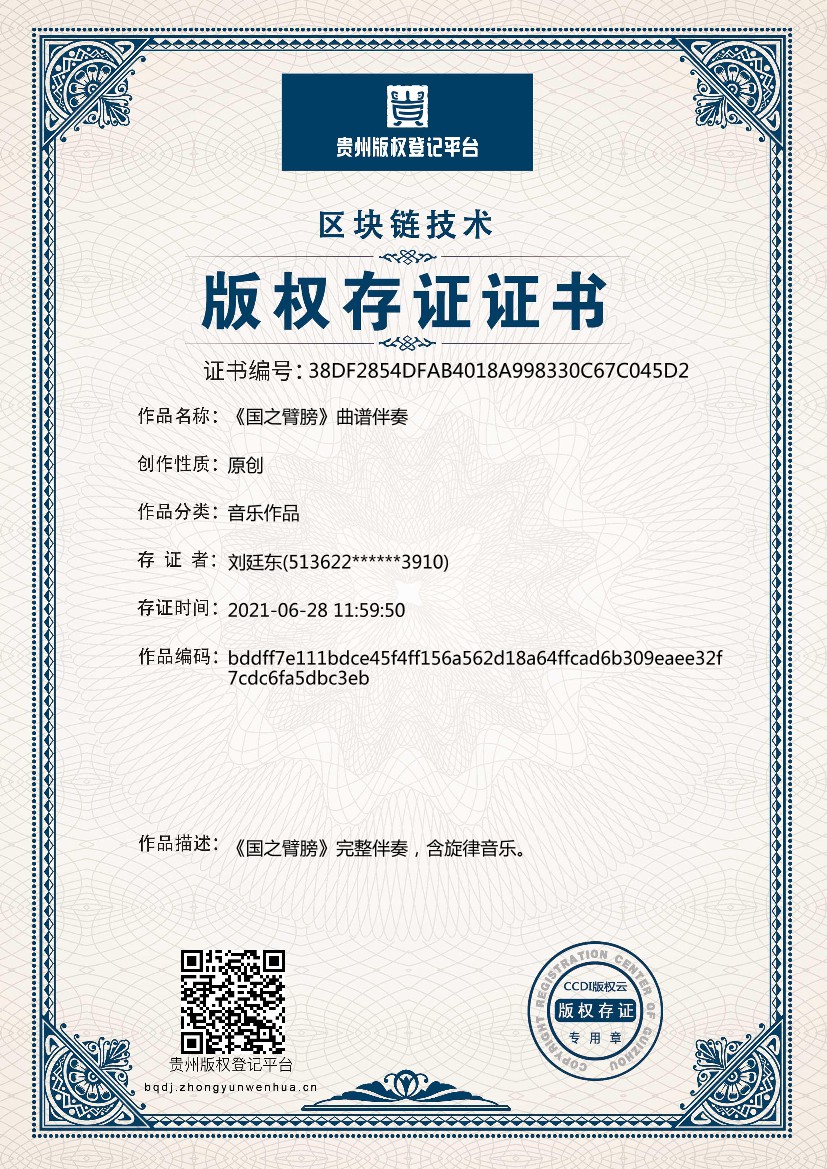 贵州版权登记平台
区块链技术
版权存证证书
证书编号：38DF2854DFAB4018A998330C67C045D2
作品名称：《国之臂膀》曲谱伴奏
创作性质：原创
作品分类：音乐作品
存 证 者：刘廷东(513622******3910)
存证时间：2021-06-28 11:59:50
作品编码：bddff7e111bdce45f4ff156a562d18a64ffcad6b309eaee32f
7cdc6fa5dbc3eb
作品描述：《国之臂膀》完整伴奏，含旋律音乐。
贵州版权登记平台
bqdj.zhongyunwenhua.cn
COPYRIGHT REGISTRATION CENTER OF GUIZHOU
CCDI版权云
版权存证
专用章